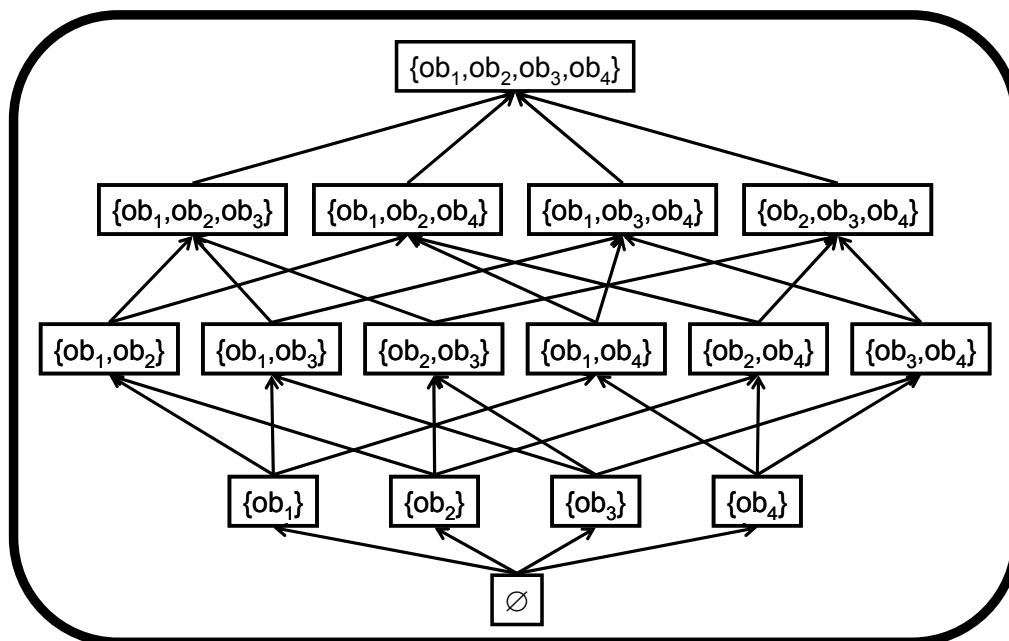 {ob₁,ob₂,ob₃,ob₄}
{ob₁,ob₂,ob₃} {ob₁,ob₂,ob₄} {ob₁,ob₃,ob₄} {ob₂,ob₃,ob₄}
{ob₁,ob₂} {ob₁,ob₃} {ob₂,ob₃} {ob₁,ob₄} {ob₂,ob₄} {ob₃,ob₄}
{ob₁} {ob₂} {ob₃} {ob₄}
∅